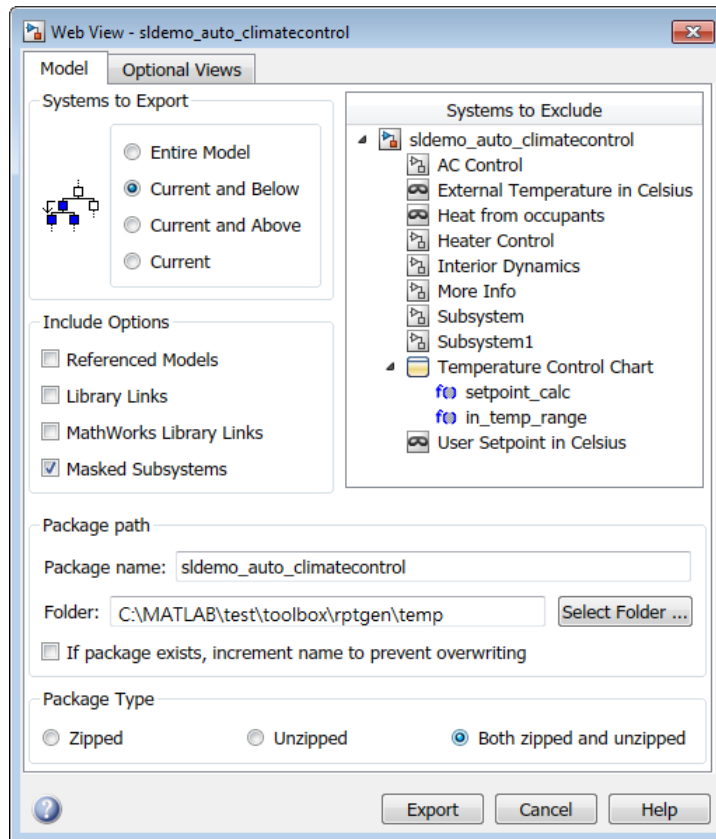 Web View - sldemo_auto_climatecontrol
Model
Optional Views
Systems to Export
Entire Model
Current and Below
Current and Above
Current
Include Options
Referenced Models
Library Links
MathWorks Library Links
Masked Subsystems
Systems to Exclude
sldemo_auto_climatecontrol
AC Control
External Temperature in Celsius
Heat from occupants
Heater Control
Interior Dynamics
More Info
Subsystem
Subsystem1
Temperature Control Chart
f() setpoint_calc
f() in_temp_range
User Setpoint in Celsius
Package path
Package name: sldemo_auto_climatecontrol
Folder: C:\MATLAB\test\toolbox\rptgen\temp Select Folder ...
If package exists, increment name to prevent overwriting
Package Type
Zipped Unzipped Both zipped and unzipped
? Export Cancel Help